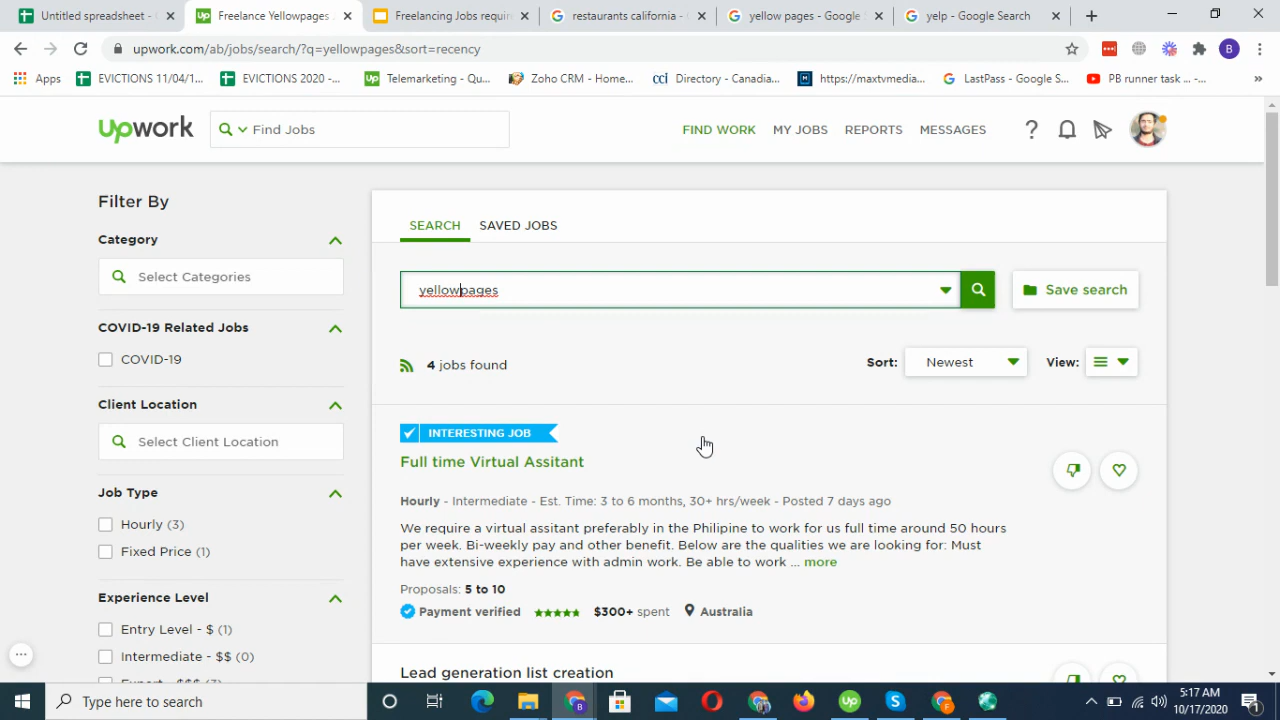 Untitled spreadsheet -
Freelance Yellowpages
Freelancing Jobs requir
restaurants california -
yellow pages - Google S
yelp - Google Search
upwork.com/ab/jobs/search/?q=yellowpages&sort=recency
B
Apps
EVICTIONS 11/04/1...
EVICTIONS 2020 -...
Up Telemarketing - Qu...
Zoho CRM - Home...
cci Directory - Canadia...
https://maxtvmedia...
LastPass - Google S...
PB runner task ... -...
»
upwork
Find Jobs
FIND WORK
MY JOBS
REPORTS
MESSAGES
?
Filter By
SEARCH
SAVED JOBS
Category
Select Categories
yellowpages
Save search
COVID-19 Related Jobs
COVID-19
4 jobs found
Sort:
Newest
View:
Client Location
Select Client Location
INTERESTING JOB
Full time Virtual Assitant
Job Type
Hourly - Intermediate - Est. Time: 3 to 6 months, 30+ hrs/week - Posted 7 days ago
Hourly (3)
Fixed Price (1)
We require a virtual assitant preferably in the Philipine to work for us full time around 50 hours
per week. Bi-weekly pay and other benefit. Below are the qualities we are looking for: Must
have extensive experience with admin work. Be able to work ... more
Experience Level
Proposals: 5 to 10
Payment verified
$300+ spent
Australia
Entry Level - $ (1)
Intermediate - $$ (0)
Lead generation list creation
Type here to search
5:17 AM
10/17/2020